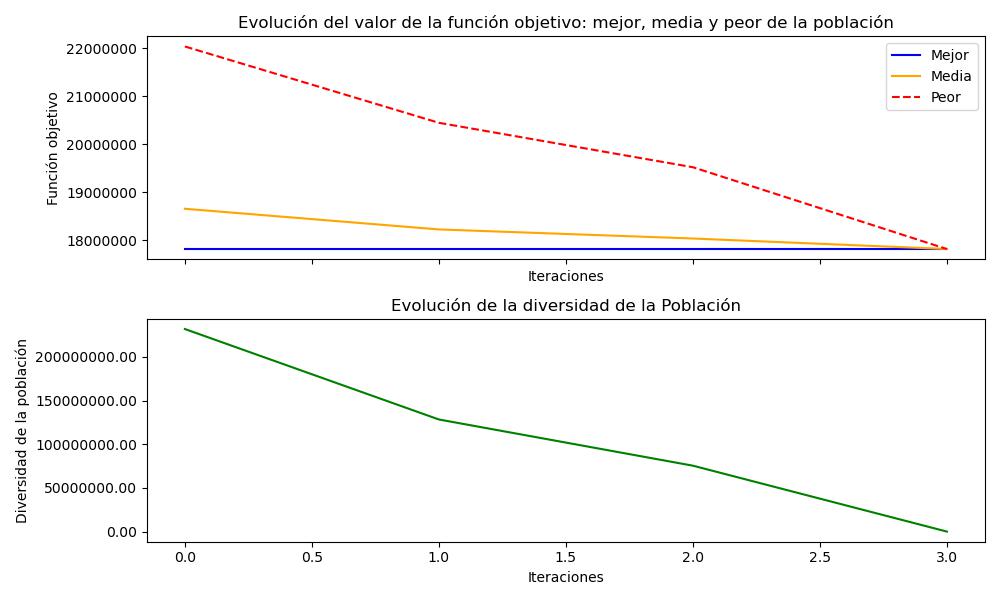 Evolución del valor de la función objetivo: mejor, media y peor de la población
22000000
21000000
20000000
19000000
18000000
Función objetivo
Mejor
Media
Peor
Iteraciones
Evolución de la diversidad de la Población
200000000.00
150000000.00
100000000.00
50000000.00
0.00
Diversidad de la población
0.0 0.5 1.0 1.5 2.0 2.5 3.0
Iteraciones